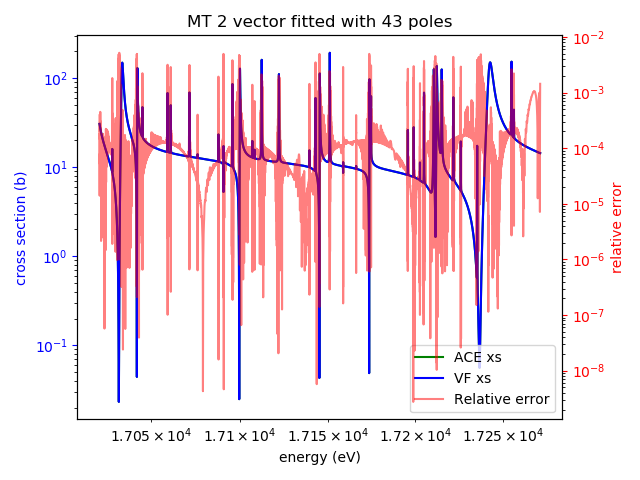 MT 2 vector fitted with 43 poles
cross section (b)
10²
10¹
10⁰
10⁻¹
10⁻²
10⁻³
10⁻⁴
10⁻⁵
10⁻⁶
10⁻⁷
10⁻⁸
relative error
ACE xs
VF xs
Relative error
1.705×10⁴ 1.71×10⁴ 1.715×10⁴ 1.72×10⁴ 1.725×10⁴
energy (eV)